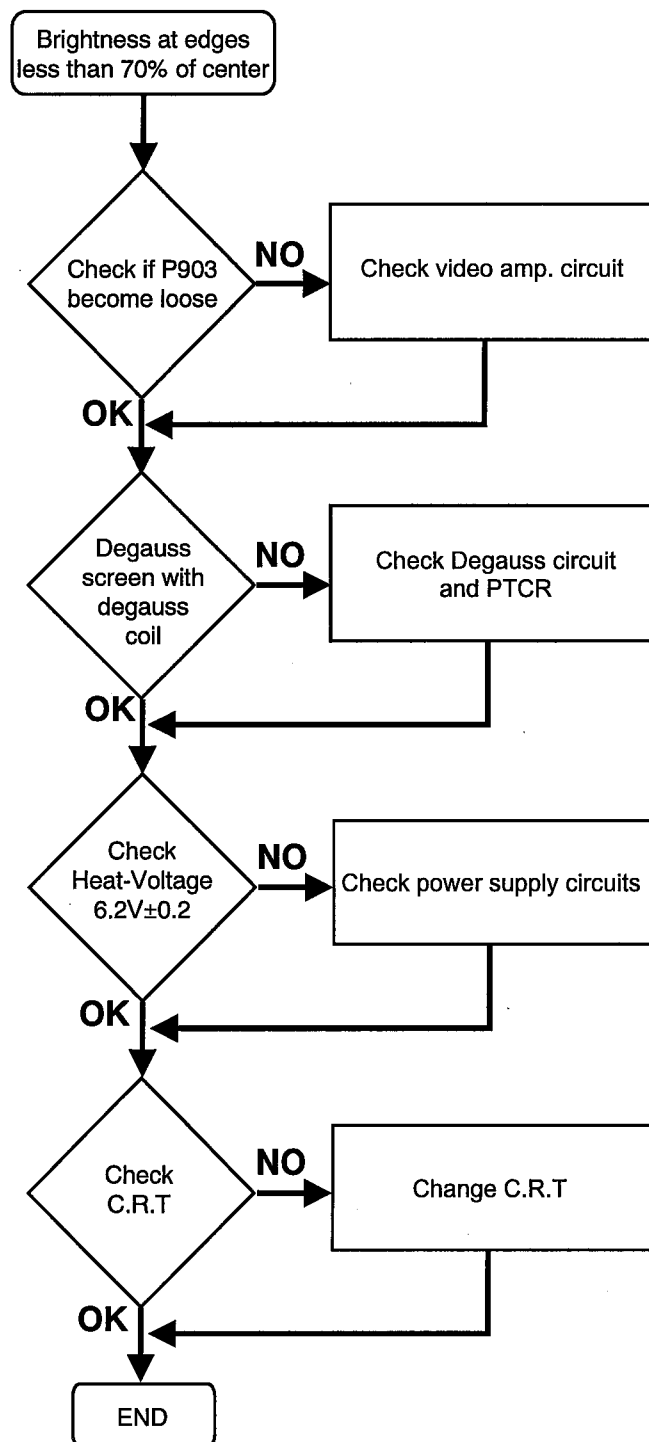 Brightness at edges
less than 70% of center
Check if P903
become loose
NO
Check video amp. circuit
OK
Degauss
screen with
degauss
coil
NO
Check Degauss circuit
and PTCR
OK
Check
Heat-Voltage
6.2V±0.2
NO
Check power supply circuits
OK
Check
C.R.T
NO
Change C.R.T
OK
END